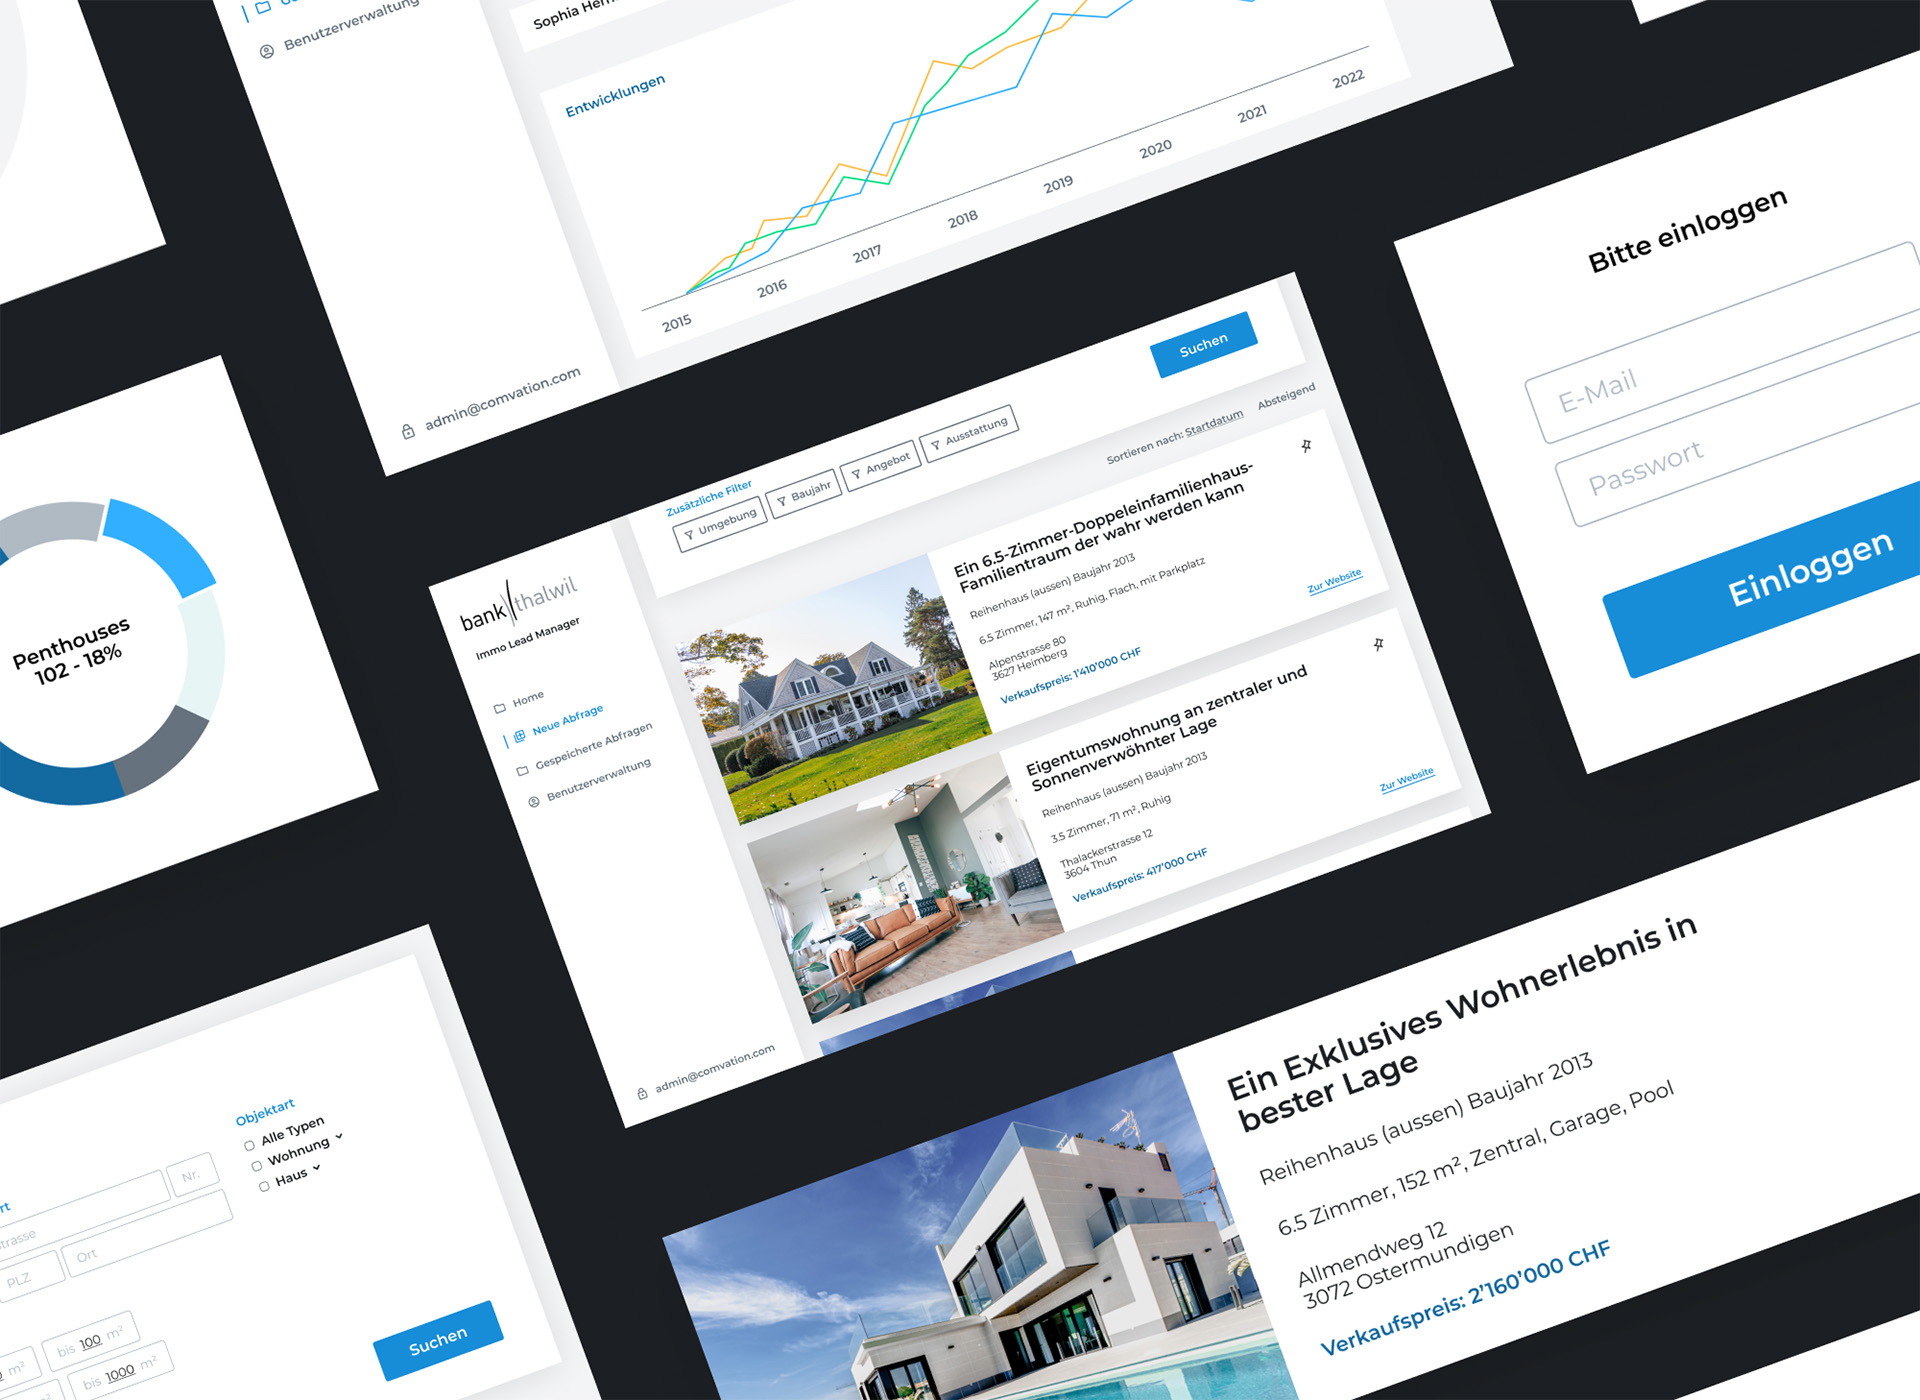 Benutzerverwaltung
Entwicklungen
2015
2016
2017
2018
2019
2020
2021
2022
admin@comvation.com
Bitte einloggen
E-Mail
Passwort
Einloggen
Penthouses
102 - 18%
bank thalwil
Immo Lead Manager
Home
Neue Abfrage
Gespeicherte Abfragen
Benutzerverwaltung
admin@comvation.com
Suchen
Zusätzliche Filter
Umgebung
Baujahr
Angebot
Ausstattung
Sortieren nach: Startdatum Absteigend
Ein 6.5-Zimmer-Doppeleinfamilienhaus-
Familientraum der wahr werden kann
Reihenhaus (aussen) Baujahr 2013
6.5 Zimmer, 147 m², Ruhig, Flach, mit Parkplatz
Alpenstrasse 80
3627 Heimberg
Verkaufspreis: 1'410'000 CHF
Zur Website
Eigentumswohnung an zentraler und
Sonnenverwöhnter Lage
Reihenhaus (aussen) Baujahr 2013
3.5 Zimmer, 71 m², Ruhig
Thalackerstrasse 12
3604 Thun
Verkaufspreis: 417'000 CHF
Zur Website
Objektart
Alle Typen
Wohnung
Haus
Nr.
PLZ
Ort
m² bis 100 m²
bis 1000 m²
Suchen
Ein Exklusives Wohnerlebnis in
bester Lage
Reihenhaus (aussen) Baujahr 2013
6.5 Zimmer, 152 m², Zentral, Garage, Pool
Allmendweg 12
3072 Ostermundigen
Verkaufspreis: 2'160'000 CHF